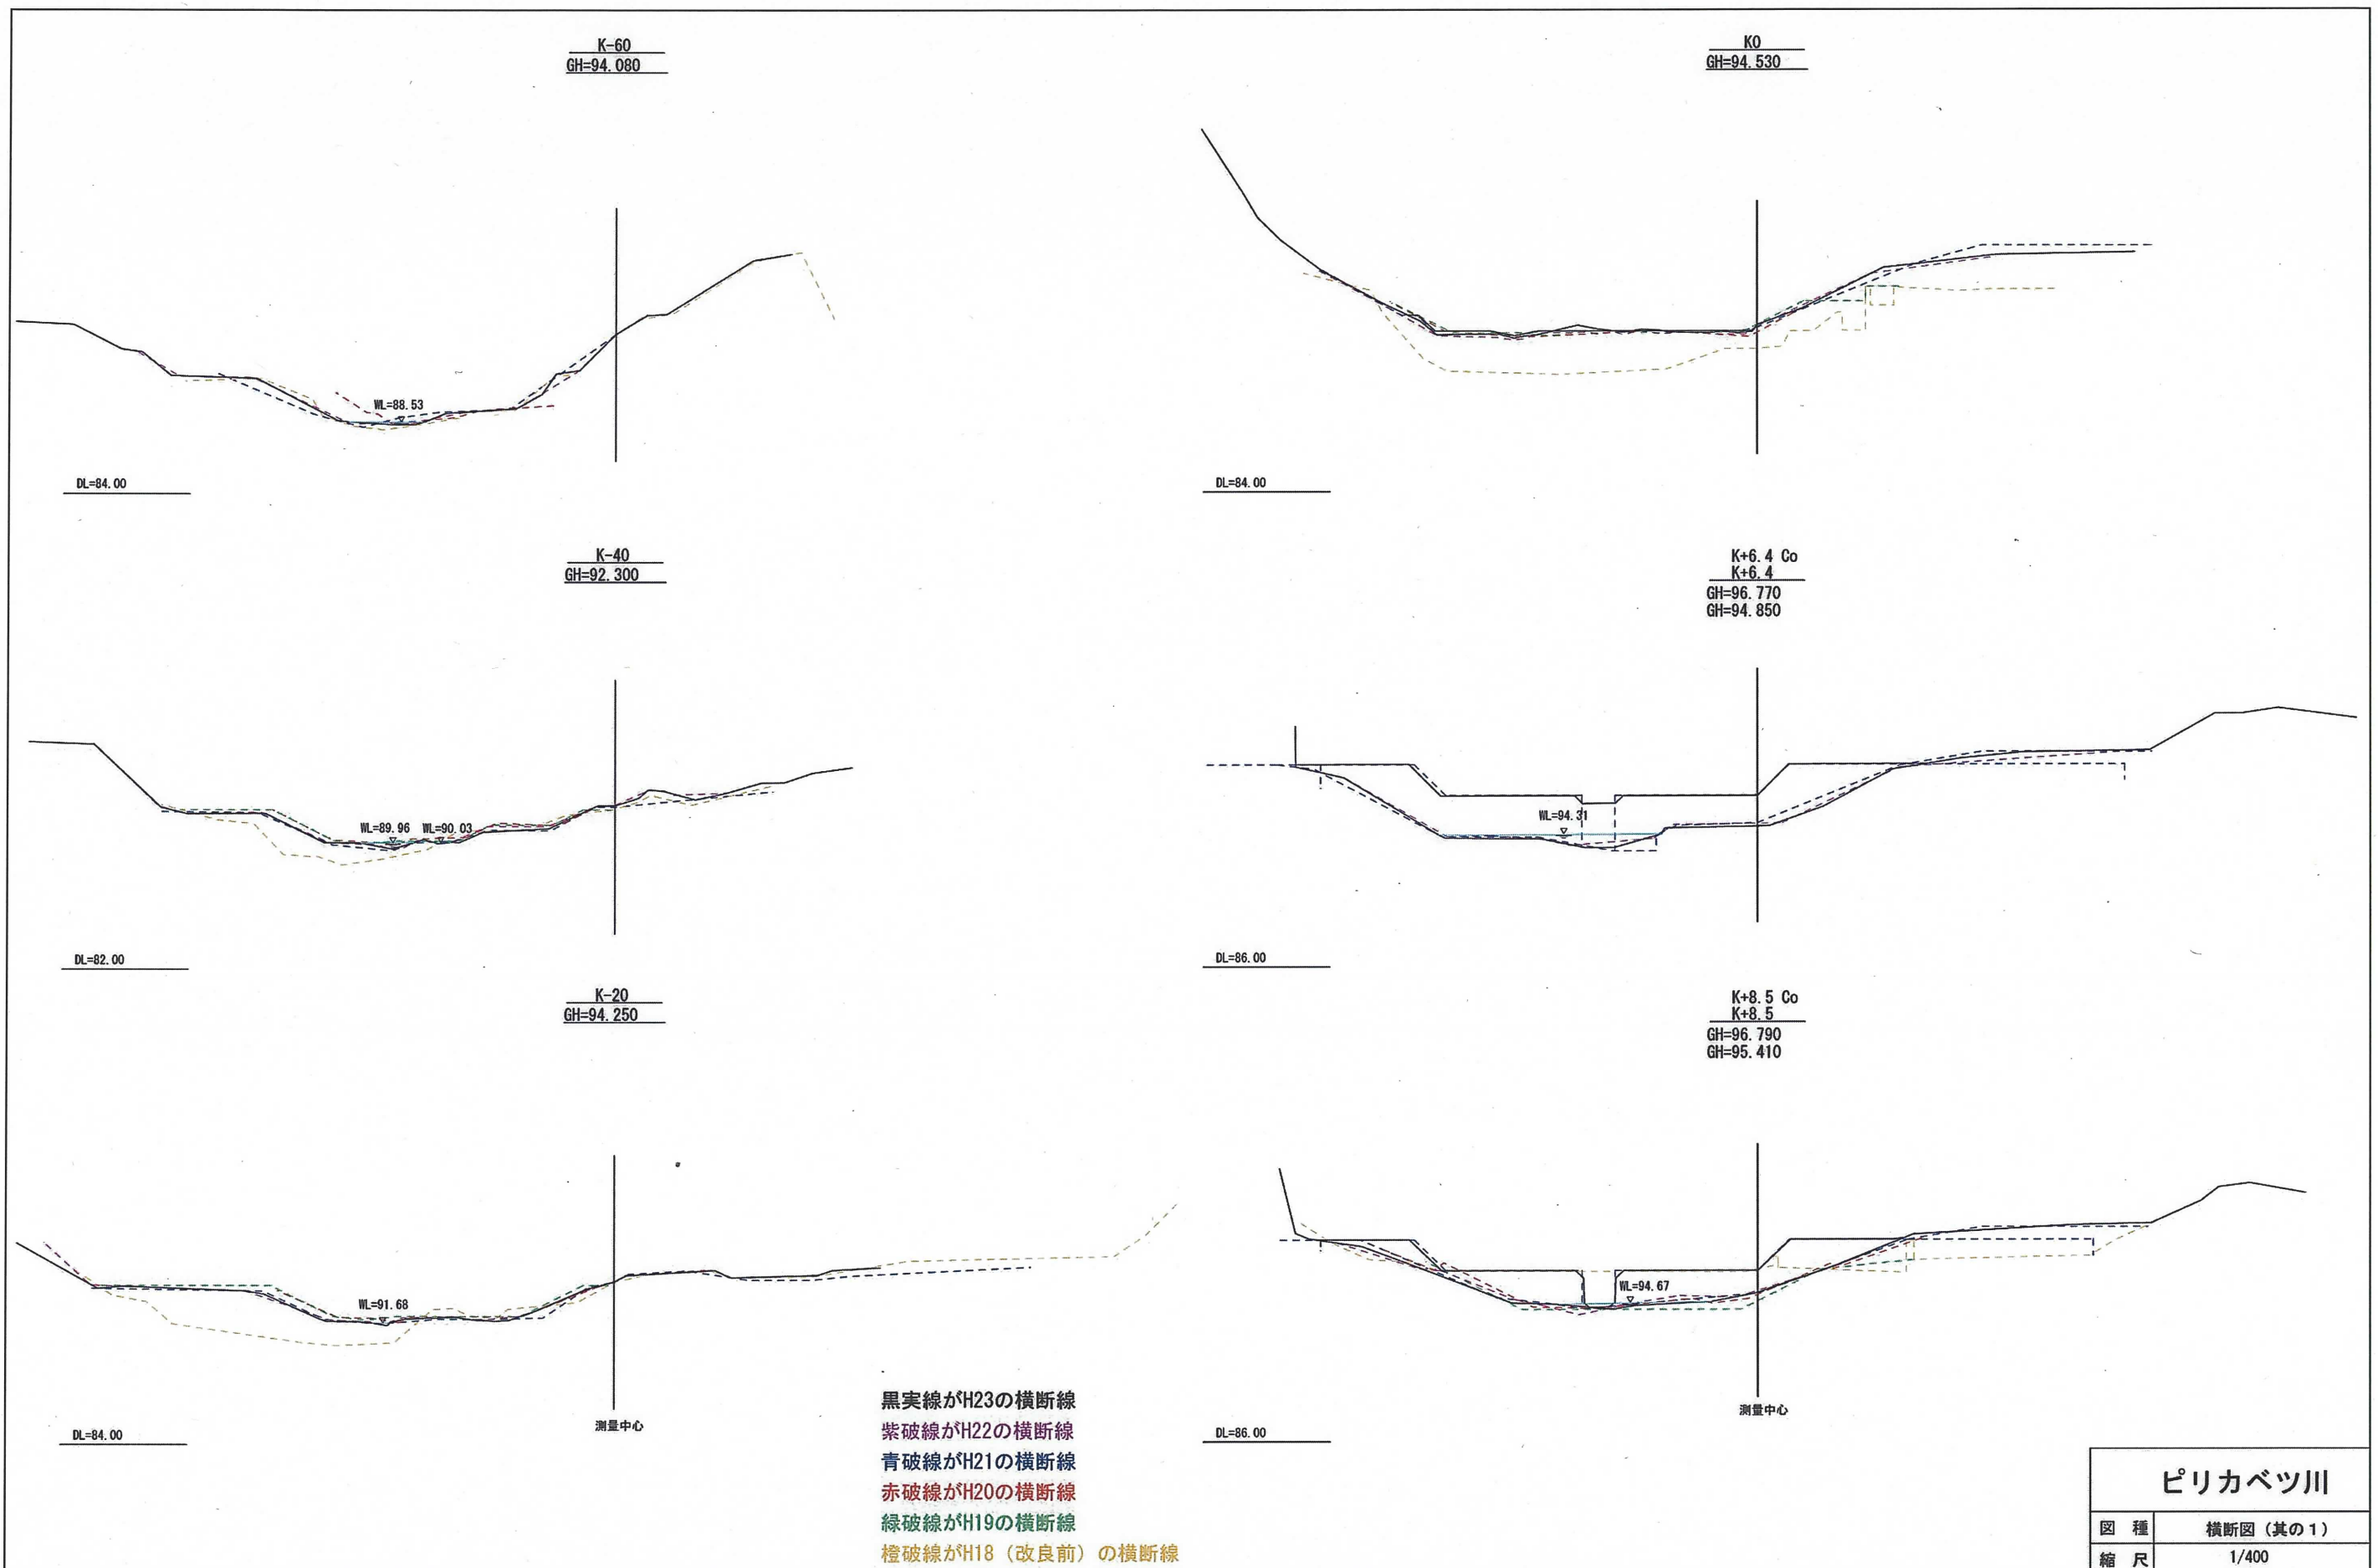 K-60
GH=94.080
WL=88.53
DL=84.00
K-40
GH=92.300
WL=89.96 WL=90.03
DL=82.00
K-20
GH=94.250
WL=91.68
測量中心
DL=84.00
K0
GH=94.530
DL=84.00
K+6.4 Co
K+6.4
GH=96.770
GH=94.850
WL=94.31
DL=86.00
K+8.5 Co
K+8.5
GH=96.790
GH=95.410
WL=94.67
測量中心
DL=86.00
黒実線がH23の横断線
紫破線がH22の横断線
青破線がH21の横断線
赤破線がH20の横断線
緑破線がH19の横断線
橙破線がH18（改良前）の横断線
ピリカベツ川
図 種 横断図（其の１）
縮 尺 1/400